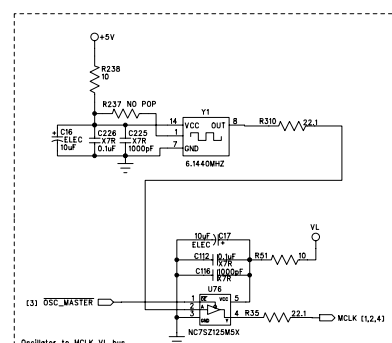 +5V
R238
10
R237 NO POP
Y1
C16
ELEC
10uF
C226
X7R
0.1uF
C225
X7R
1000pF
14 VCC OUT 8
1
7 GND
6.1440MHZ
R310 22.1
10uF C17
ELEC +
VL
C112 0.1uF
X7R
R51 10
C116 1000pF
X7R
U76
[3] OSC_MASTER
1 OE VCC 5
2 A
3 GND Y 4
NC7SZ125M5X
R35 22.1
MCLK [1,2,4]
Oscillator to MCLK VL bus